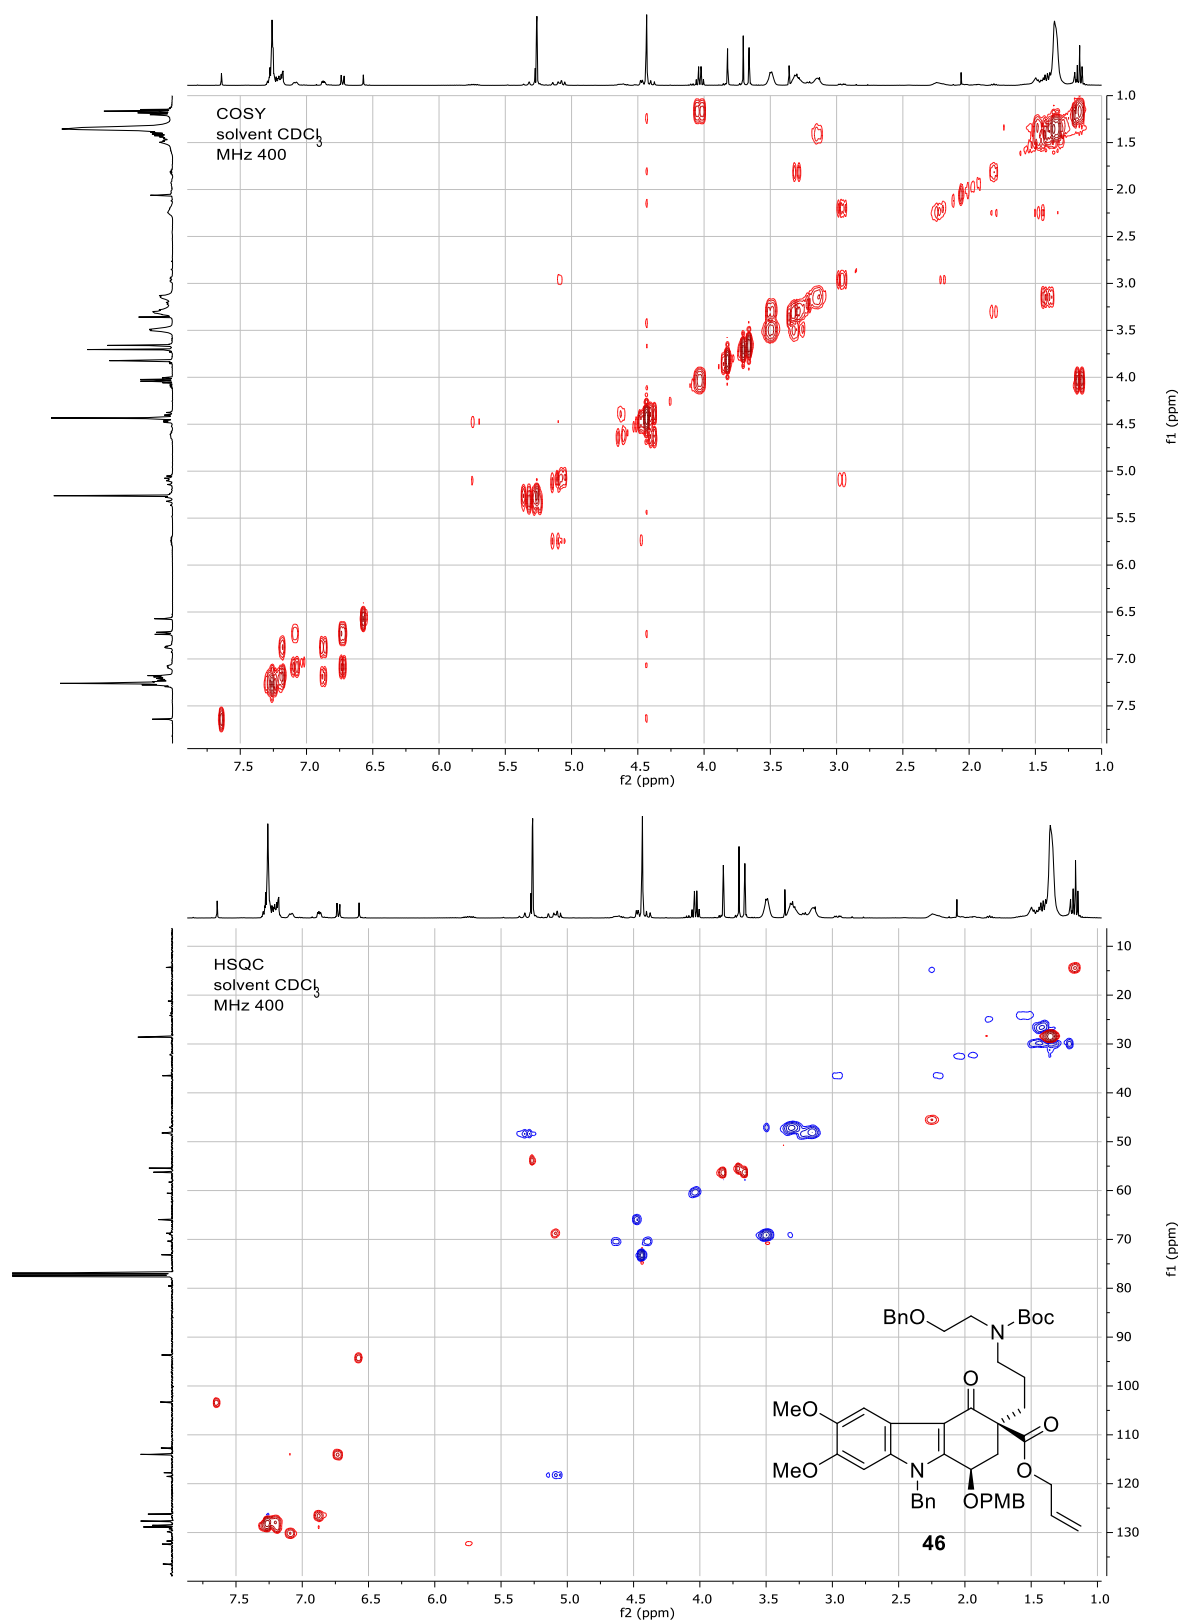 COSY
solvent CDCl3
MHz 400
1.0
1.5
2.0
2.5
3.0
3.5
4.0
4.5
5.0
5.5
6.0
6.5
7.0
7.5
f1 (ppm)
7.5 7.0 6.5 6.0 5.5 5.0 4.5 4.0 3.5 3.0 2.5 2.0 1.5 1.0
f2 (ppm)
HSQC
solvent CDCl3
MHz 400
10
20
30
40
50
60
70
80
90
100
110
120
130
f1 (ppm)
BnO N Boc
O
MeO O
MeO N O
Bn OPMB
46
7.5 7.0 6.5 6.0 5.5 5.0 4.5 4.0 3.5 3.0 2.5 2.0 1.5 1.0
f2 (ppm)